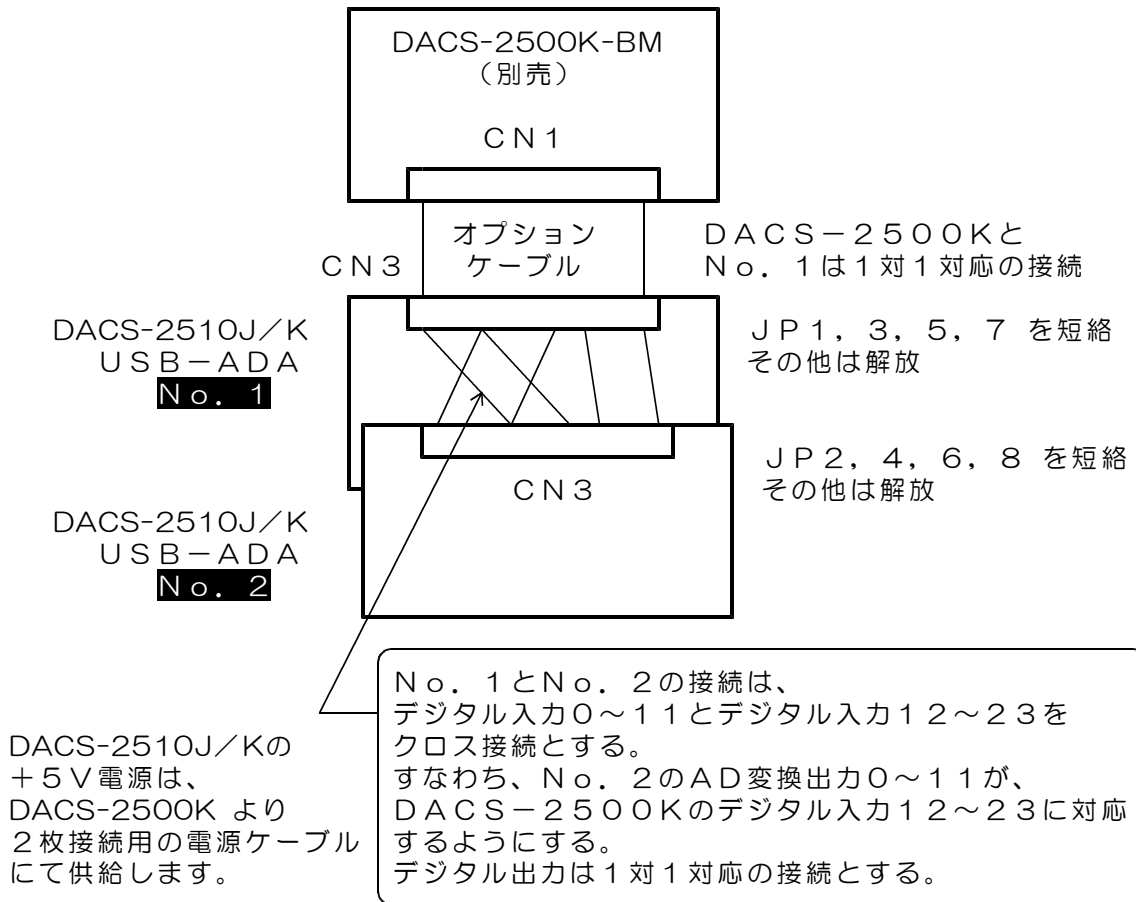 DACS-2500K-BM
（別売）
ＣＮ１
オプション
ケーブル
ＣＮ３
ＤＡＣＳ－２５００Ｋと
Ｎｏ．１は１対１対応の接続
DACS-2510J／K
ＵＳＢ－ＡＤＡ
Ｎｏ．１
ＪＰ１，３，５，７ を短絡
その他は解放
ＪＰ２，４，６，８ を短絡
その他は解放
ＣＮ３
DACS-2510J／K
ＵＳＢ－ＡＤＡ
Ｎｏ．２
Ｎｏ．１とＮｏ．２の接続は、
デジタル入力０～１１とデジタル入力１２～２３を
クロス接続とする。
すなわち、Ｎｏ．２のＡＤ変換出力０～１１が、
ＤＡＣＳ－２５００Ｋのデジタル入力１２～２３に対応
するようにする。
デジタル出力は１対１対応の接続とする。
DACS-2510J／Kの
＋５Ｖ電源は、
DACS-2500K より
２枚接続用の電源ケーブル
にて供給します。